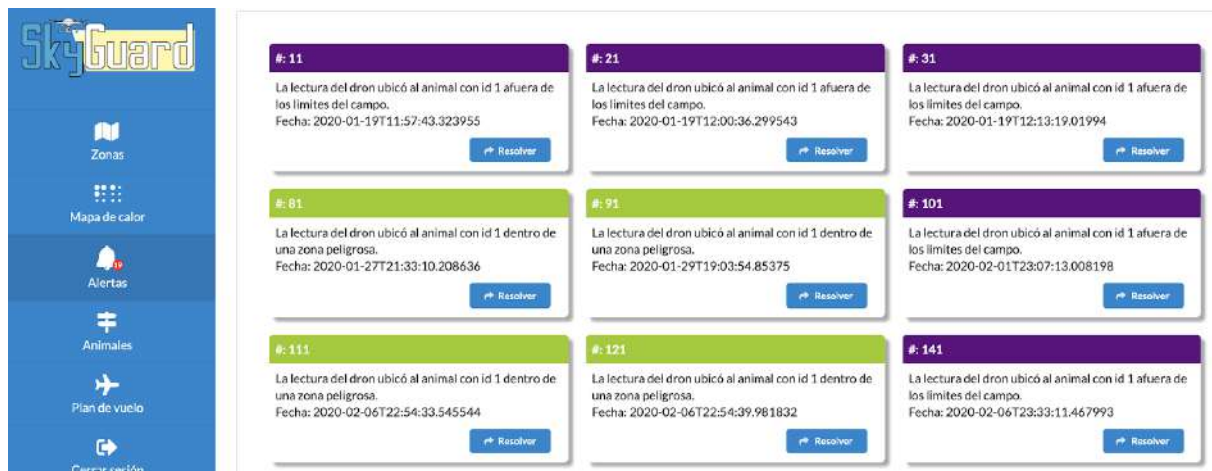 SkyGuard
Zonas
Mapa de calor
Alertas
Animales
Plan de vuelo
Cerrar sesión
#: 11
La lectura del dron ubicó al animal con id 1 afuera de
los limites del campo.
Fecha: 2020-01-19T11:57:43.323955
Resolver
#: 21
La lectura del dron ubicó al animal con id 1 afuera de
los limites del campo.
Fecha: 2020-01-19T12:00:36.299543
Resolver
#: 31
La lectura del dron ubicó al animal con id 1 afuera de
los limites del campo.
Fecha: 2020-01-19T12:13:19.01994
Resolver
#: 81
La lectura del dron ubicó al animal con id 1 dentro de
una zona peligrosa.
Fecha: 2020-01-27T21:33:10.208636
Resolver
#: 91
La lectura del dron ubicó al animal con id 1 dentro de
una zona peligrosa.
Fecha: 2020-01-29T19:03:54.85375
Resolver
#: 101
La lectura del dron ubicó al animal con id 1 afuera de
los limites del campo.
Fecha: 2020-02-01T23:07:13.008198
Resolver
#: 111
La lectura del dron ubicó al animal con id 1 dentro de
una zona peligrosa.
Fecha: 2020-02-06T22:54:33.545544
Resolver
#: 121
La lectura del dron ubicó al animal con id 1 dentro de
una zona peligrosa.
Fecha: 2020-02-06T22:54:39.981832
Resolver
#: 141
La lectura del dron ubicó al animal con id 1 afuera de
los limites del campo.
Fecha: 2020-02-06T23:33:11.467993
Resolver